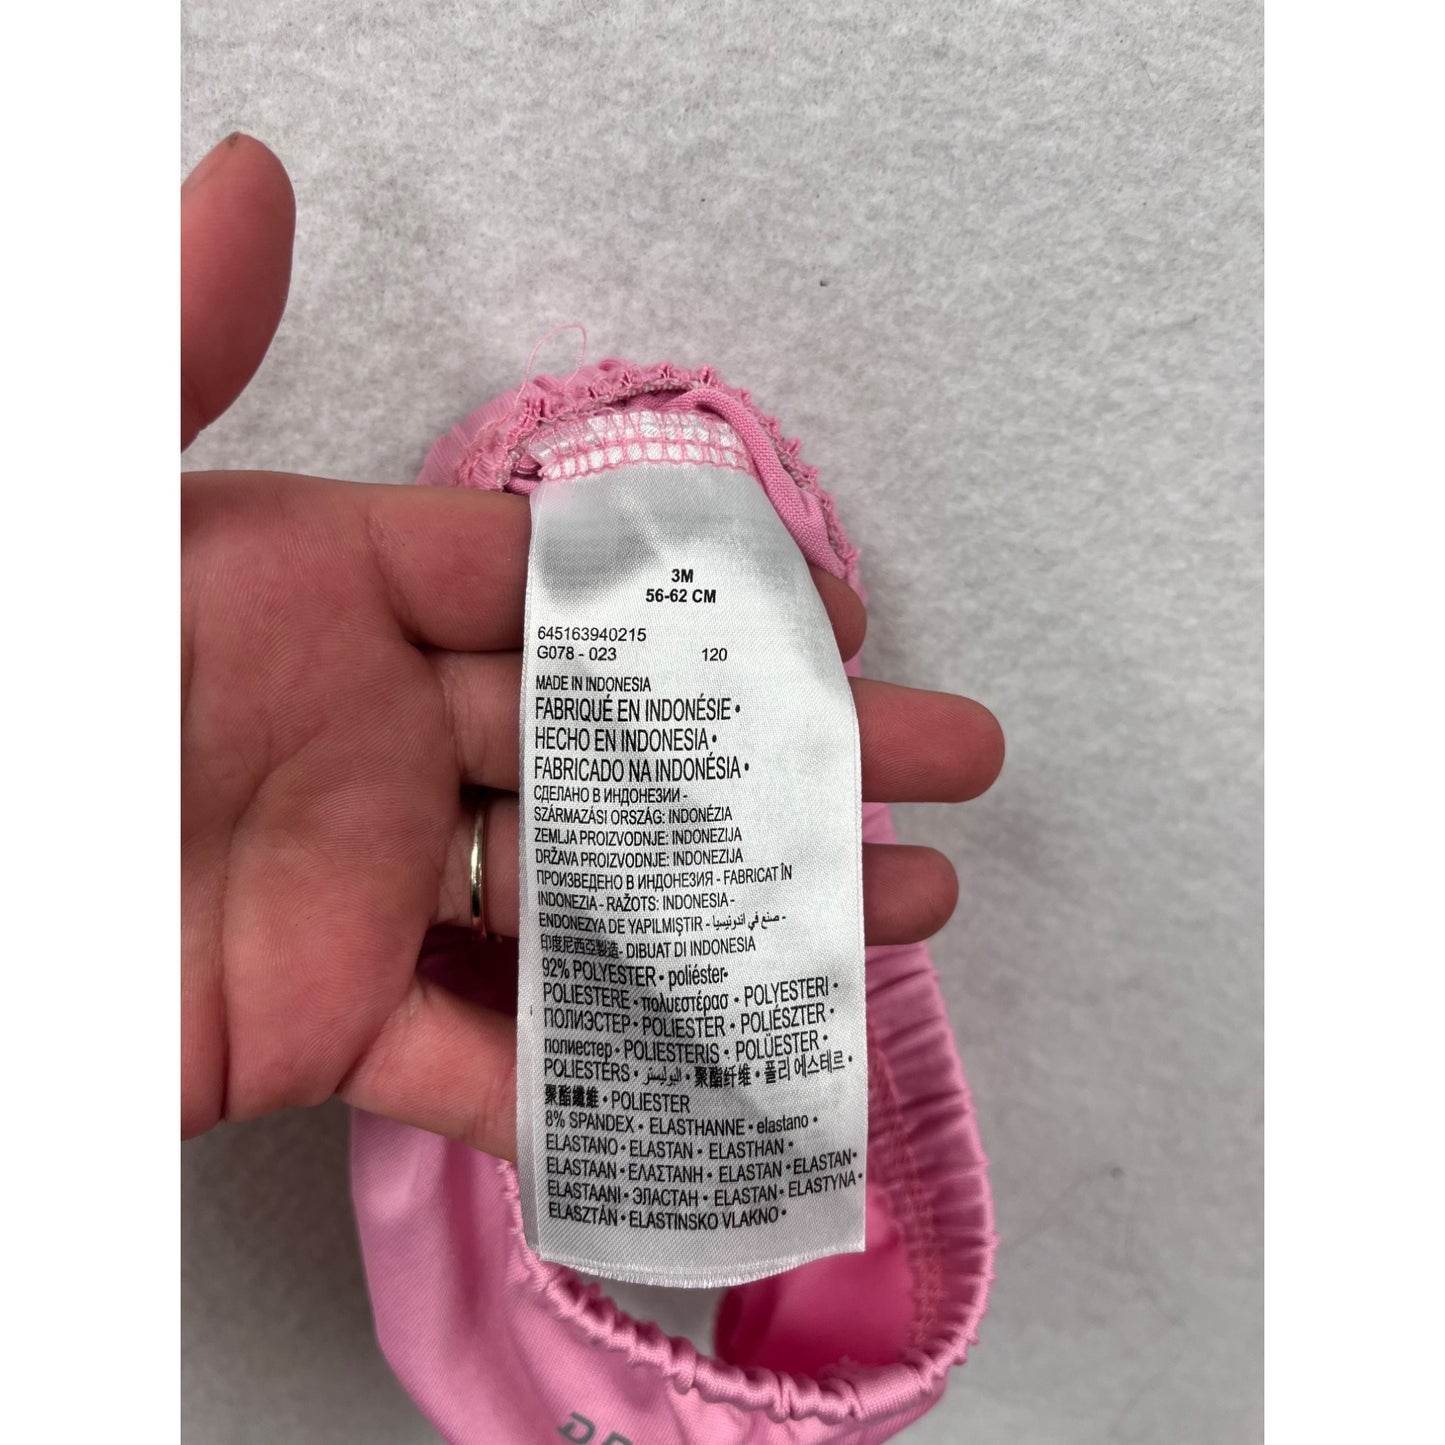 3M
56-62 CM
645163940215
G078 - 023 120
MADE IN INDONESIA
FABRIQUÉ EN INDONÉSIE •
HECHO EN INDONESIA •
FABRICADO NA INDONÉSIA •
СДЕЛАНО В ИНДОНЕЗИИ -
SZÁRMAZÁSI ORSZÁG: INDONÉZIA
ZEMLJA PROIZVODNJE: INDONEZIJA
DRŽAVA PROIZVODNJE: INDONEZIJA
ПРОИЗВЕДЕНО В ИНДОНЕЗИЯ - FABRICAT ÎN
INDONEZIA - RAŽOTS: INDONESIA -
ENDONEZYA DE YAPILMIŞTIR - صنع في اندونيسيا -
印度尼西亞製造 - DIBUAT DI INDONESIA
92% POLYESTER • poliéster•
POLIESTERE • πολυεστέρασ • POLYESTERI •
ПОЛИЭСТЕР • POLIESTER • POLIÉSZTER •
полиестер • POLIESTERIS • POLÜESTER •
POLIESTERS • البوليستر • 聚酯纤维 • 폴리 에스테르 •
聚酯纖維 • POLIESTER
8% SPANDEX • ELASTHANNE • elastano •
ELASTANO • ELASTAN • ELASTHAN •
ELASTAAN • ΕΛΑΣΤΑΝΗ • ELASTAN • ELASTAN•
ELASTAANI • ЭЛАСТАН • ELASTAN • ELASTYNA •
ELASZTÁN • ELASTINSKO VLAKNO •